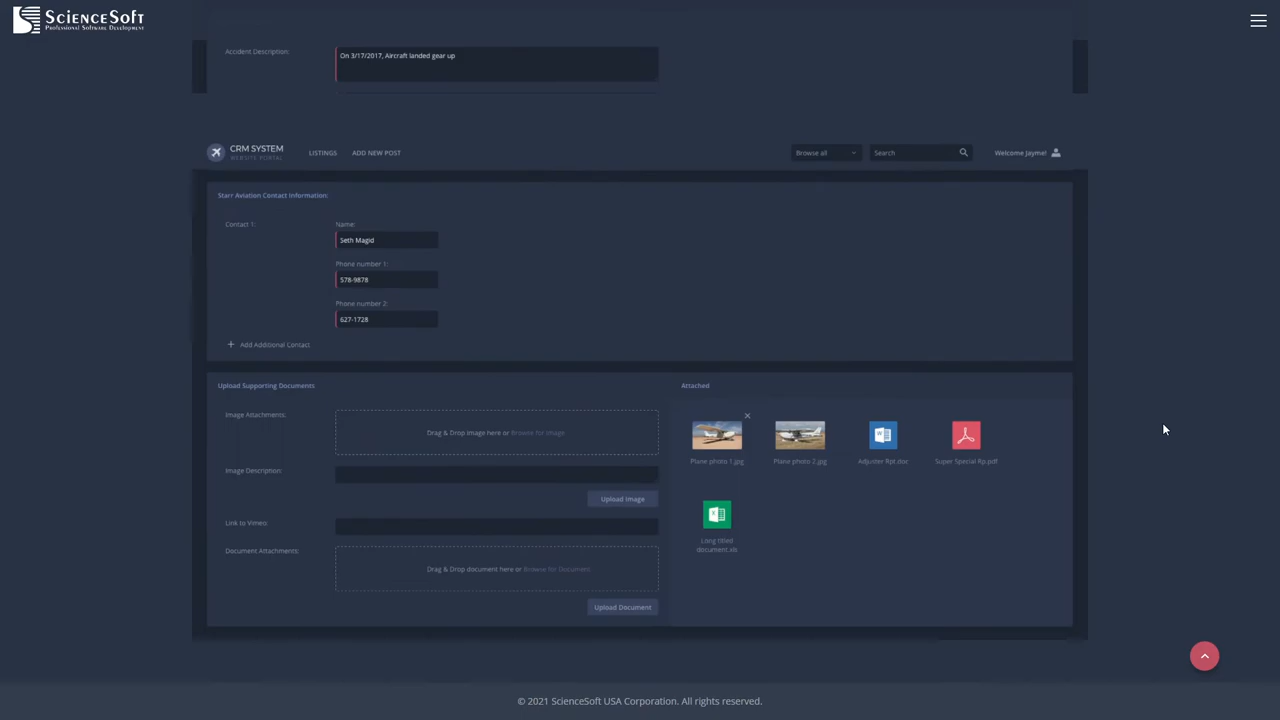 ScienceSoft
Professional Software Development
Accident Description:
On 3/17/2017, Aircraft landed gear up
CRM SYSTEM
WEBSITE PORTAL
LISTINGS
ADD NEW POST
Browse all
Search
Welcome Jayme!
Starr Aviation Contact Information:
Contact 1:
Name:
Seth Magid
Phone number 1:
578-9878
Phone number 2:
627-1728
+ Add Additional Contact
Upload Supporting Documents
Attached
Image Attachments:
Drag & Drop image here or Browse for Image
Plane photo 1.jpg
Plane photo 2.jpg
Adjuster Rpt.doc
Super Special Rp.pdf
Image Description:
Upload Image
Link to Vimeo:
Long titled
document.xls
Document Attachments:
Drag & Drop document here or Browse for Document
Upload Document
© 2021 ScienceSoft USA Corporation. All rights reserved.